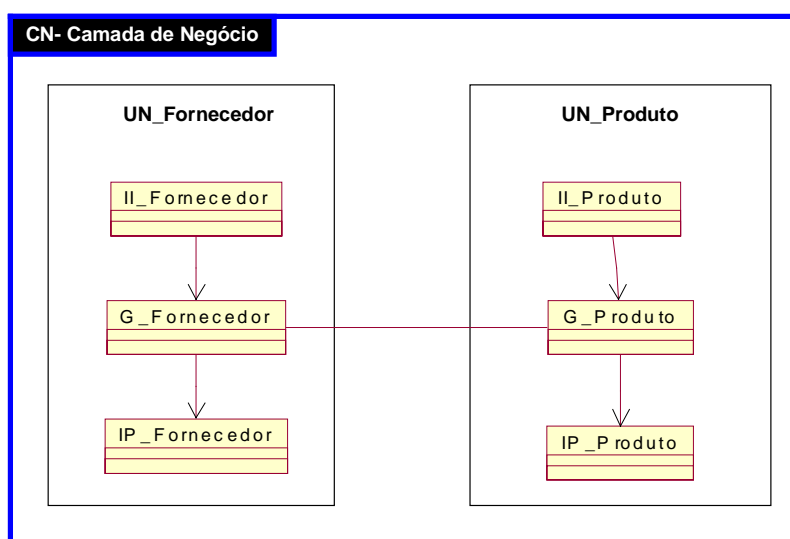 CN- Camada de Negócio
UN_Fornecedor
II_Fornecedor
G_Fornecedor
IP_Fornecedor
UN_Produto
II_Produto
G_Produto
IP_Produto